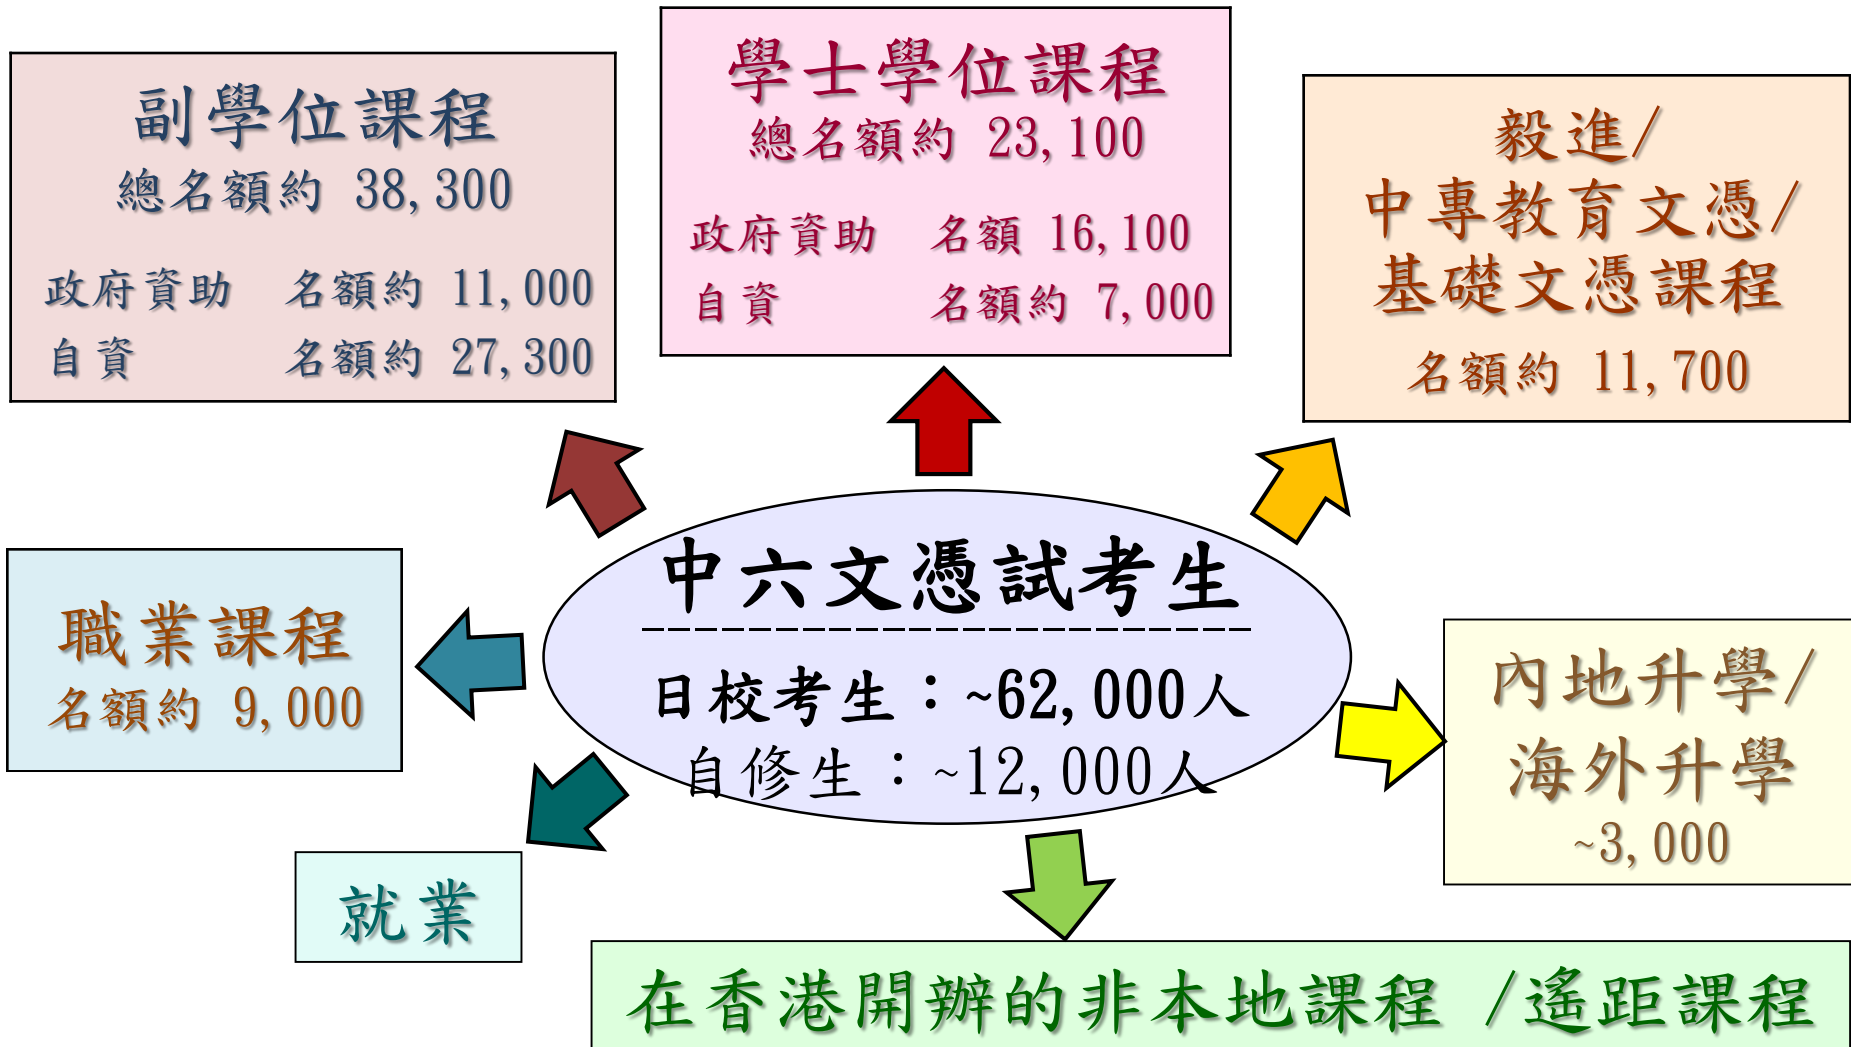 副學位課程
總名額約 38,300
政府資助 名額約 11,000
自資 名額約 27,300
學士學位課程
總名額約 23,100
政府資助 名額 16,100
自資 名額約 7,000
毅進/
中專教育文憑/
基礎文憑課程
名額約 11,700
中六文憑試考生
日校考生：~62,000人
自修生：~12,000人
職業課程
名額約 9,000
內地升學/
海外升學
~3,000
就業
在香港開辦的非本地課程 /遙距課程